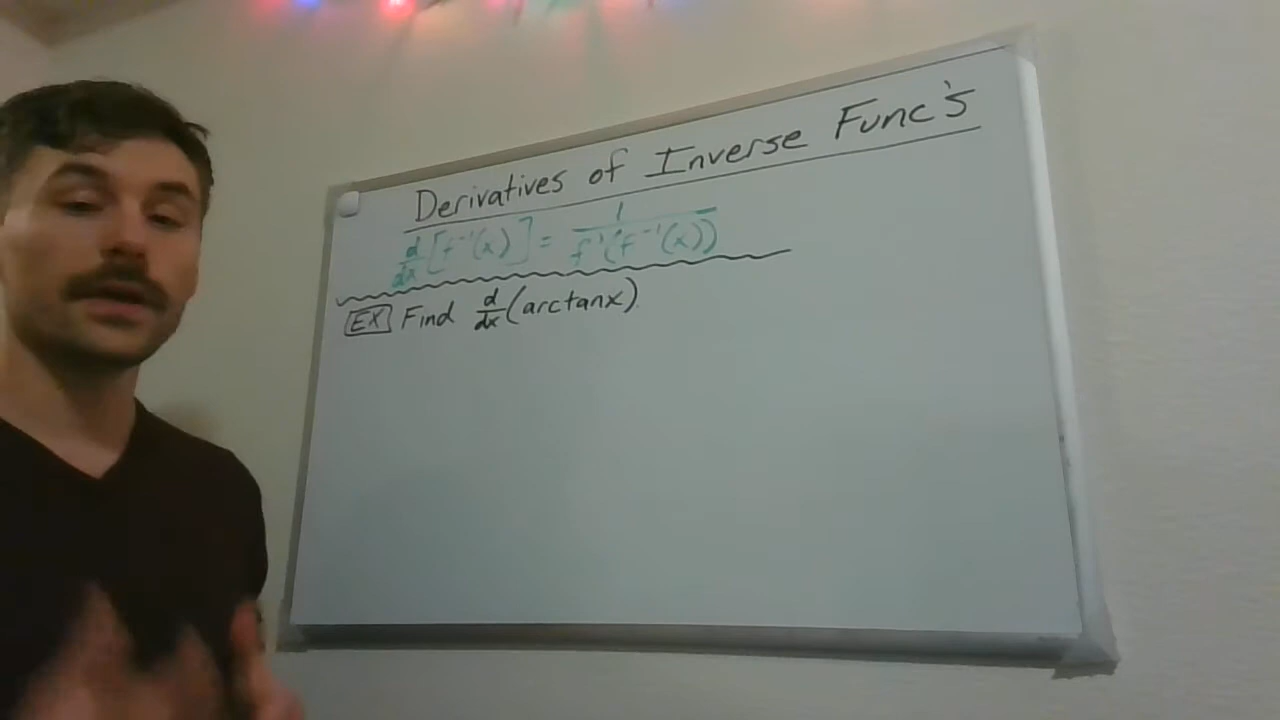 Derivatives of Inverse Func's
d/dx [f⁻¹(x)] = 1/f'(f⁻¹(x))
EX Find d/dx (arctanx).